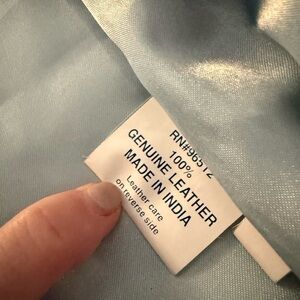 RN#96512
100%
GENUINE LEATHER
MADE IN INDIA
Leather care
on reverse side